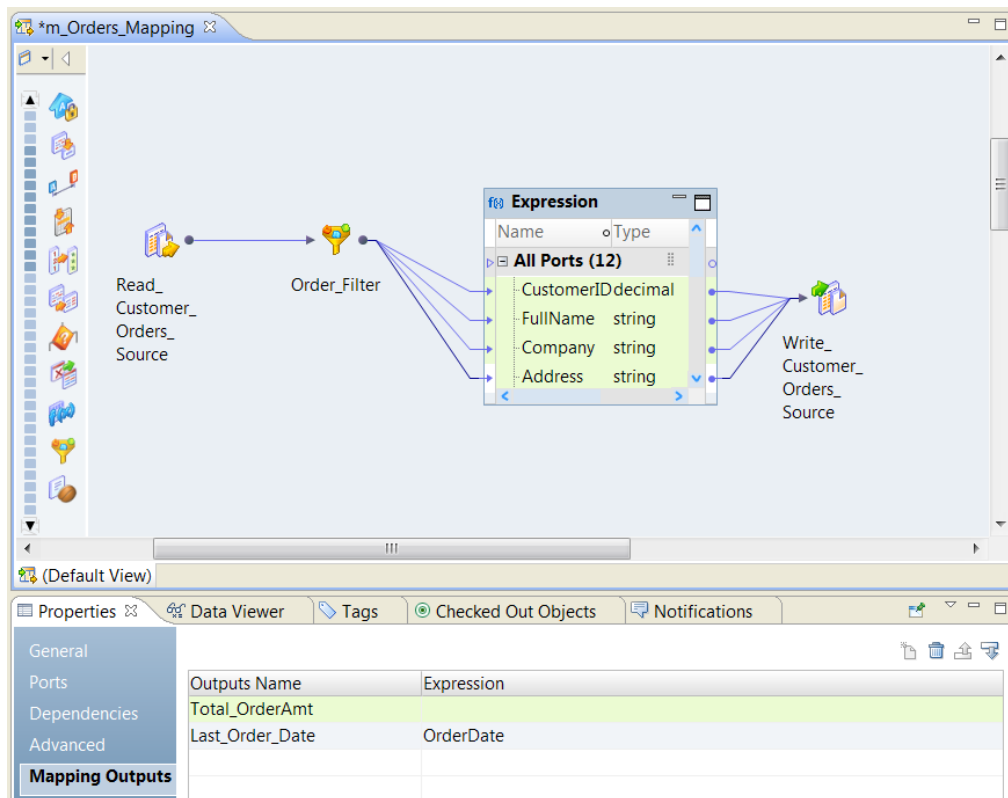 *m_Orders_Mapping
f(x) Expression
Name Type
All Ports (12)
CustomerID decimal
FullName string
Company string
Address string
Read_
Customer_
Orders_
Source
Order_Filter
Write_
Customer_
Orders_
Source
(Default View)
Properties Data Viewer Tags Checked Out Objects Notifications
General
Ports
Dependencies
Advanced
Mapping Outputs
Outputs Name Expression
Total_OrderAmt
Last_Order_Date OrderDate